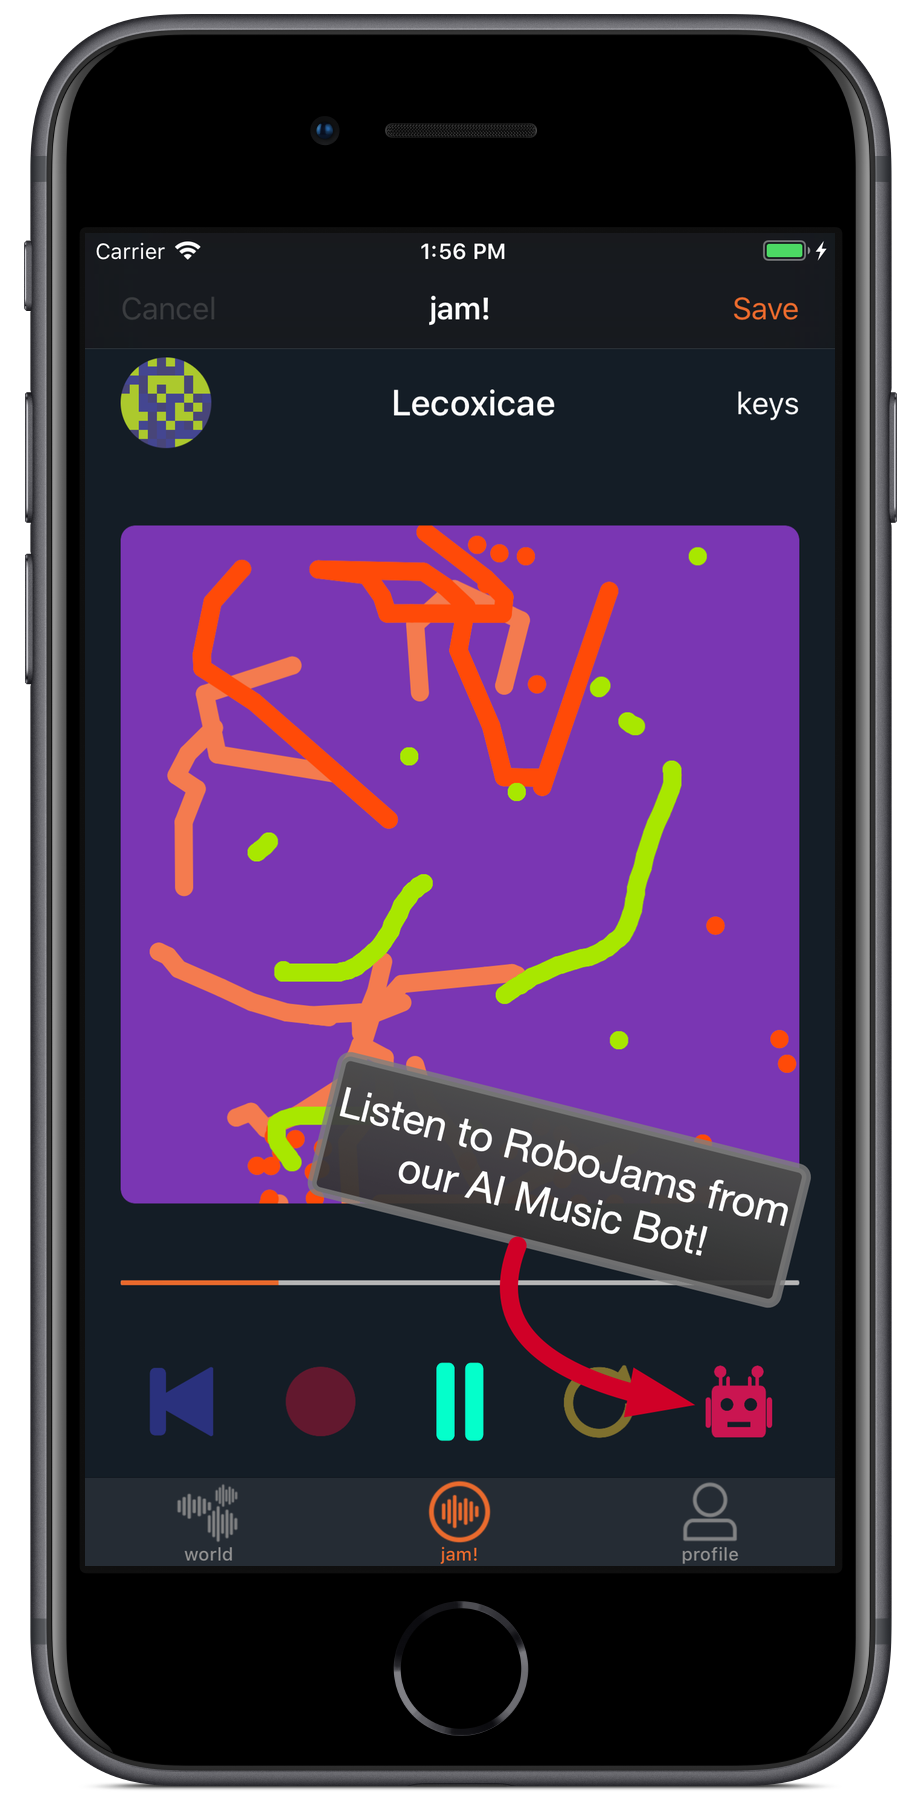 Carrier 1:56 PM
Cancel jam! Save
Lecoxicae keys
Listen to RoboJams from
our AI Music Bot!
world jam! profile